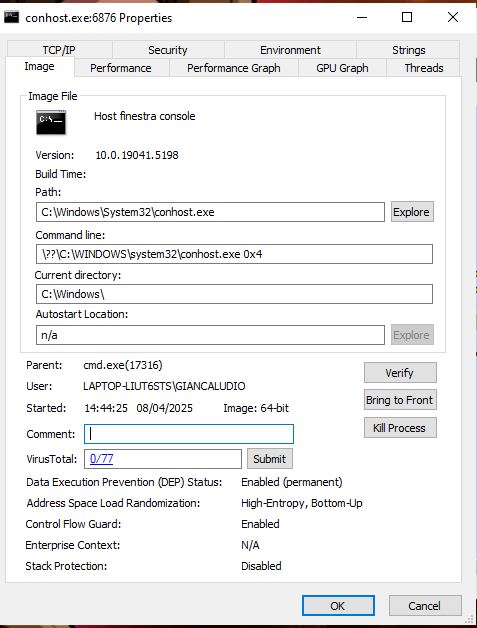 conhost.exe:6876 Properties
TCP/IP Security Environment Strings
Image Performance Performance Graph GPU Graph Threads
Image File
C:\_
Host finestra console
Version: 10.0.19041.5198
Build Time:
Path:
C:\Windows\System32\conhost.exe Explore
Command line:
\??\C:\WINDOWS\system32\conhost.exe 0x4
Current directory:
C:\Windows\
Autostart Location:
n/a Explore
Parent: cmd.exe(17316) Verify
User: LAPTOP-LIUT6STS\GIANCALUDIO
Bring to Front
Started: 14:44:25 08/04/2025 Image: 64-bit
Comment: Kill Process
VirusTotal: 0/77 Submit
Data Execution Prevention (DEP) Status: Enabled (permanent)
Address Space Load Randomization: High-Entropy, Bottom-Up
Control Flow Guard: Enabled
Enterprise Context: N/A
Stack Protection: Disabled
OK Cancel